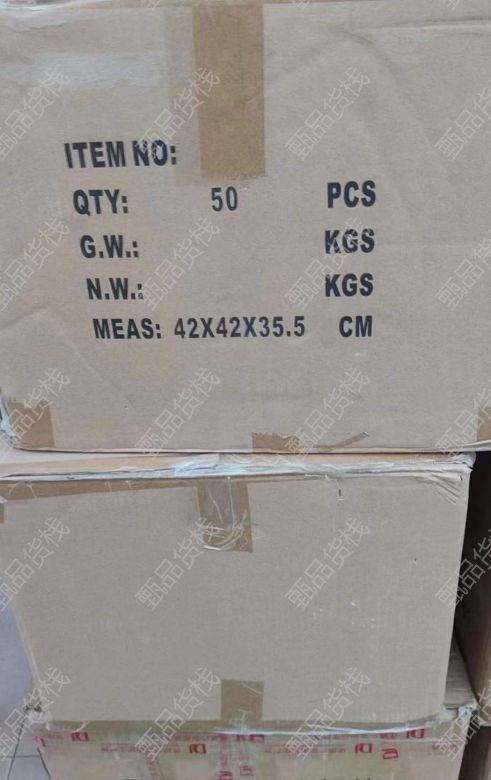 ITEM NO:
QTY: 50 PCS
G.W.: KGS
N.W.: KGS
MEAS: 42X42X35.5 CM
甄品货栈